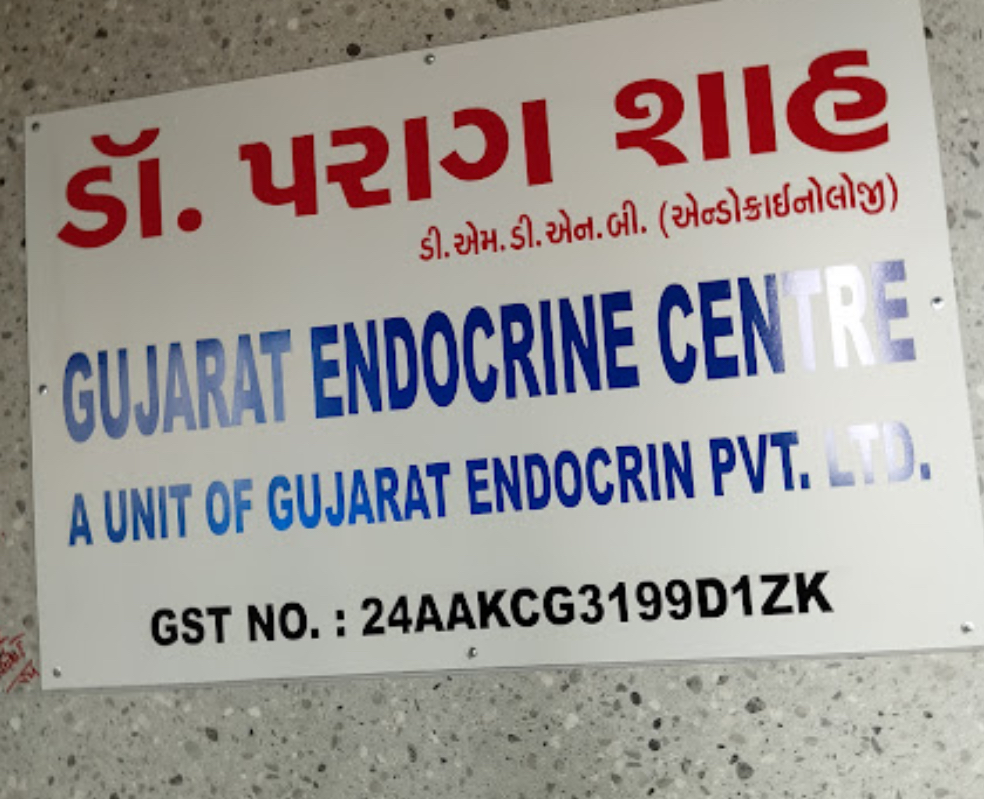 ડૉ. પરાગ શાહ
ડી.એમ.ડી.એન.બી. (એન્ડોક્રાઈનોલોજી)
GUJARAT ENDOCRINE CENTRE
A UNIT OF GUJARAT ENDOCRIN PVT. LTD.
GST NO. : 24AAKCG3199D1ZK